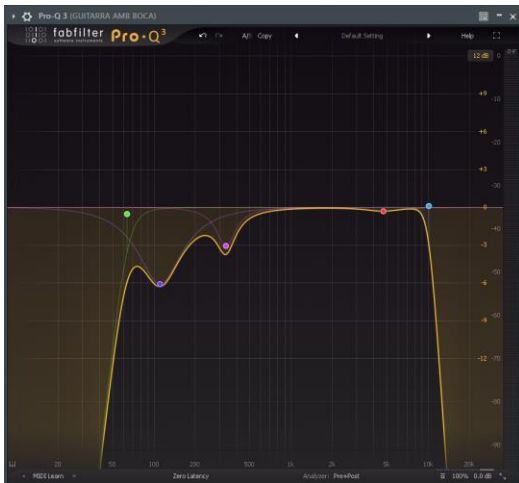 Pro-Q 3 (GUITARRA AMB BOCA)
fabfilter Pro·Q³
software instruments
A/B Copy Default Setting Help
12 dB 0
+9
-10
+6
-20
+3
-30
0
-40
-3
-50
-6
-60
-9
-12 -70
-80
-90
20 50 100 200 500 1k 2k 5k 10k 20k
MIDI Learn Zero Latency Analyzer: Pre+Post 100% 0.0 dB